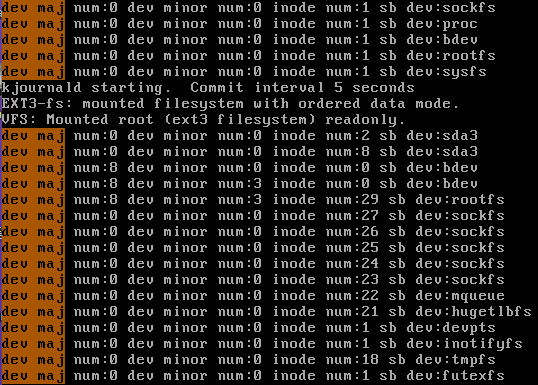 dev maj num:0 dev minor num:0 inode num:1 sb dev:sockfs
dev maj num:0 dev minor num:0 inode num:1 sb dev:proc
dev maj num:0 dev minor num:0 inode num:1 sb dev:bdev
dev maj num:0 dev minor num:0 inode num:1 sb dev:rootfs
dev maj num:0 dev minor num:0 inode num:1 sb dev:sysfs
kjournald starting.  Commit interval 5 seconds
EXT3-fs: mounted filesystem with ordered data mode.
VFS: Mounted root (ext3 filesystem) readonly.
dev maj num:0 dev minor num:0 inode num:2 sb dev:sda3
dev maj num:0 dev minor num:0 inode num:8 sb dev:sda3
dev maj num:8 dev minor num:0 inode num:0 sb dev:bdev
dev maj num:8 dev minor num:3 inode num:0 sb dev:bdev
dev maj num:8 dev minor num:3 inode num:29 sb dev:rootfs
dev maj num:0 dev minor num:0 inode num:27 sb dev:sockfs
dev maj num:0 dev minor num:0 inode num:26 sb dev:sockfs
dev maj num:0 dev minor num:0 inode num:25 sb dev:sockfs
dev maj num:0 dev minor num:0 inode num:24 sb dev:sockfs
dev maj num:0 dev minor num:0 inode num:23 sb dev:sockfs
dev maj num:0 dev minor num:0 inode num:22 sb dev:mqueue
dev maj num:0 dev minor num:0 inode num:21 sb dev:hugetlbfs
dev maj num:0 dev minor num:0 inode num:1 sb dev:devpts
dev maj num:0 dev minor num:0 inode num:1 sb dev:inotifyfs
dev maj num:0 dev minor num:0 inode num:18 sb dev:tmpfs
dev maj num:0 dev minor num:0 inode num:1 sb dev:futexfs